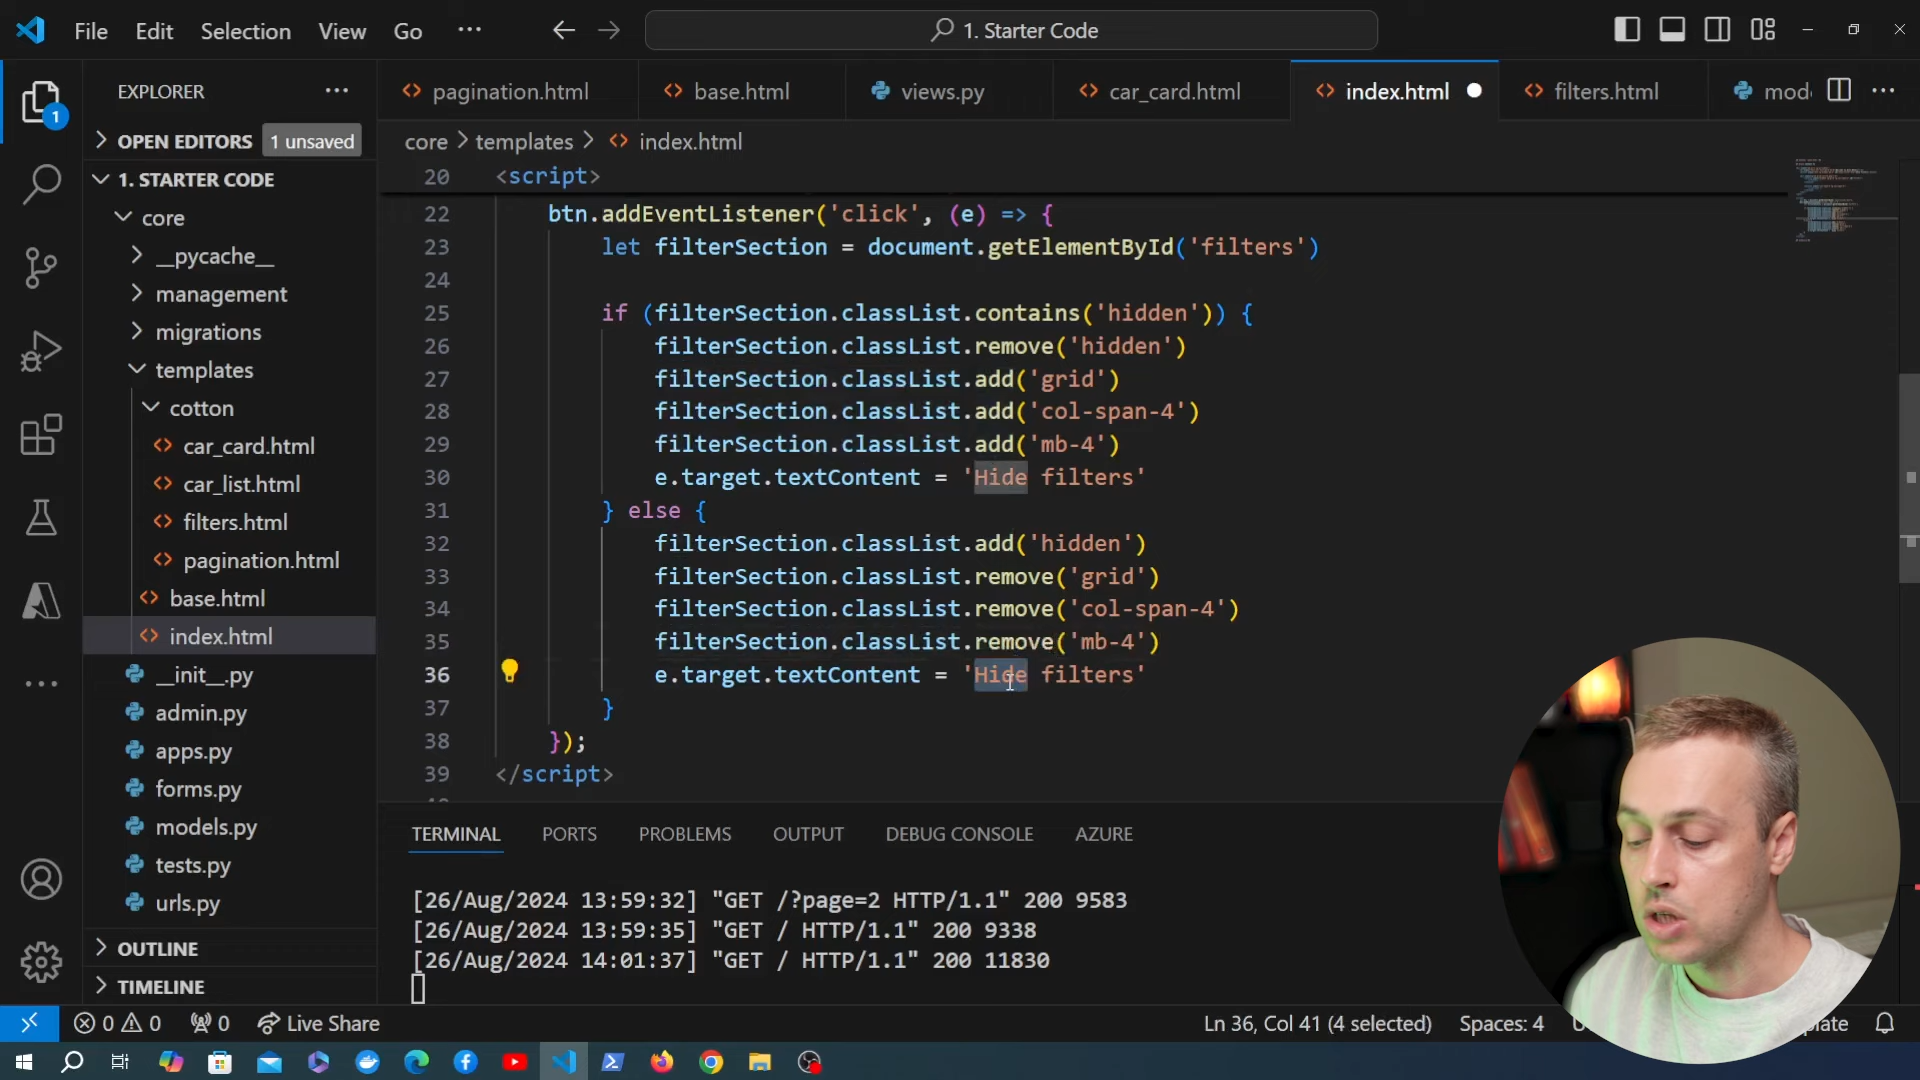 File Edit Selection View Go ···
1. Starter Code
EXPLORER ···
OPEN EDITORS 1 unsaved
1. STARTER CODE
core
__pycache__
management
migrations
templates
cotton
car_card.html
car_list.html
filters.html
pagination.html
base.html
index.html
__init__.py
admin.py
apps.py
forms.py
models.py
tests.py
urls.py
OUTLINE
TIMELINE
1
pagination.html base.html views.py car_card.html index.html filters.html mod
core > templates > index.html
20 <script>
22 btn.addEventListener('click', (e) => {
23 let filterSection = document.getElementById('filters')
24
25 if (filterSection.classList.contains('hidden')) {
26 filterSection.classList.remove('hidden')
27 filterSection.classList.add('grid')
28 filterSection.classList.add('col-span-4')
29 filterSection.classList.add('mb-4')
30 e.target.textContent = 'Hide filters'
31 } else {
32 filterSection.classList.add('hidden')
33 filterSection.classList.remove('grid')
34 filterSection.classList.remove('col-span-4')
35 filterSection.classList.remove('mb-4')
36 e.target.textContent = 'Hide filters'
37 }
38 });
39 </script>
TERMINAL PORTS PROBLEMS OUTPUT DEBUG CONSOLE AZURE
[26/Aug/2024 13:59:32] "GET /?page=2 HTTP/1.1" 200 9583
[26/Aug/2024 13:59:35] "GET / HTTP/1.1" 200 9338
[26/Aug/2024 14:01:37] "GET / HTTP/1.1" 200 11830
0 0 0 Live Share Ln 36, Col 41 (4 selected) Spaces: 4